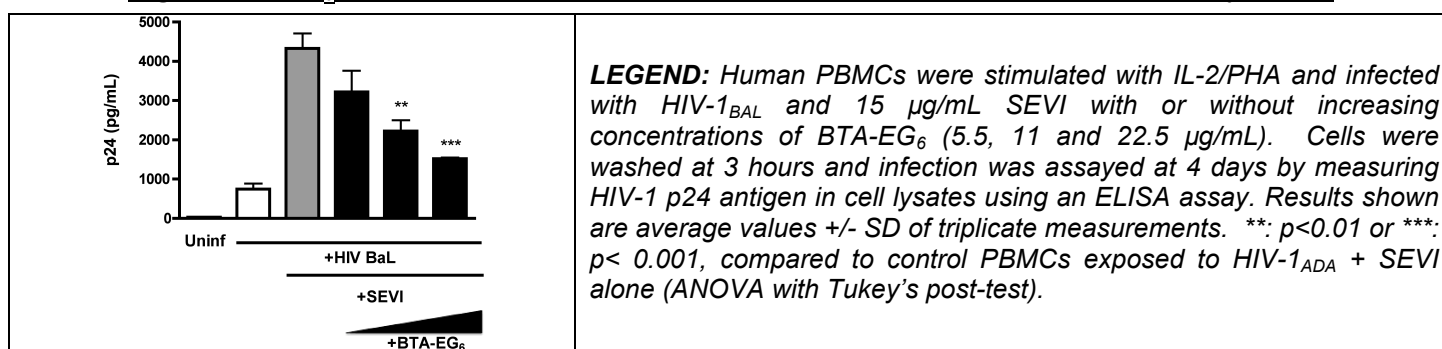 5000
4000
3000
2000
1000
0
p24 (pg/mL)
**
***
Uninf
+HIV BaL
+SEVI
+BTA-EG6
LEGEND: Human PBMCs were stimulated with IL-2/PHA and infected
with HIV-1BAL and 15 µg/mL SEVI with or without increasing
concentrations of BTA-EG6 (5.5, 11 and 22.5 µg/mL). Cells were
washed at 3 hours and infection was assayed at 4 days by measuring
HIV-1 p24 antigen in cell lysates using an ELISA assay. Results shown
are average values +/- SD of triplicate measurements. **: p<0.01 or ***:
p< 0.001, compared to control PBMCs exposed to HIV-1ADA + SEVI
alone (ANOVA with Tukey's post-test).